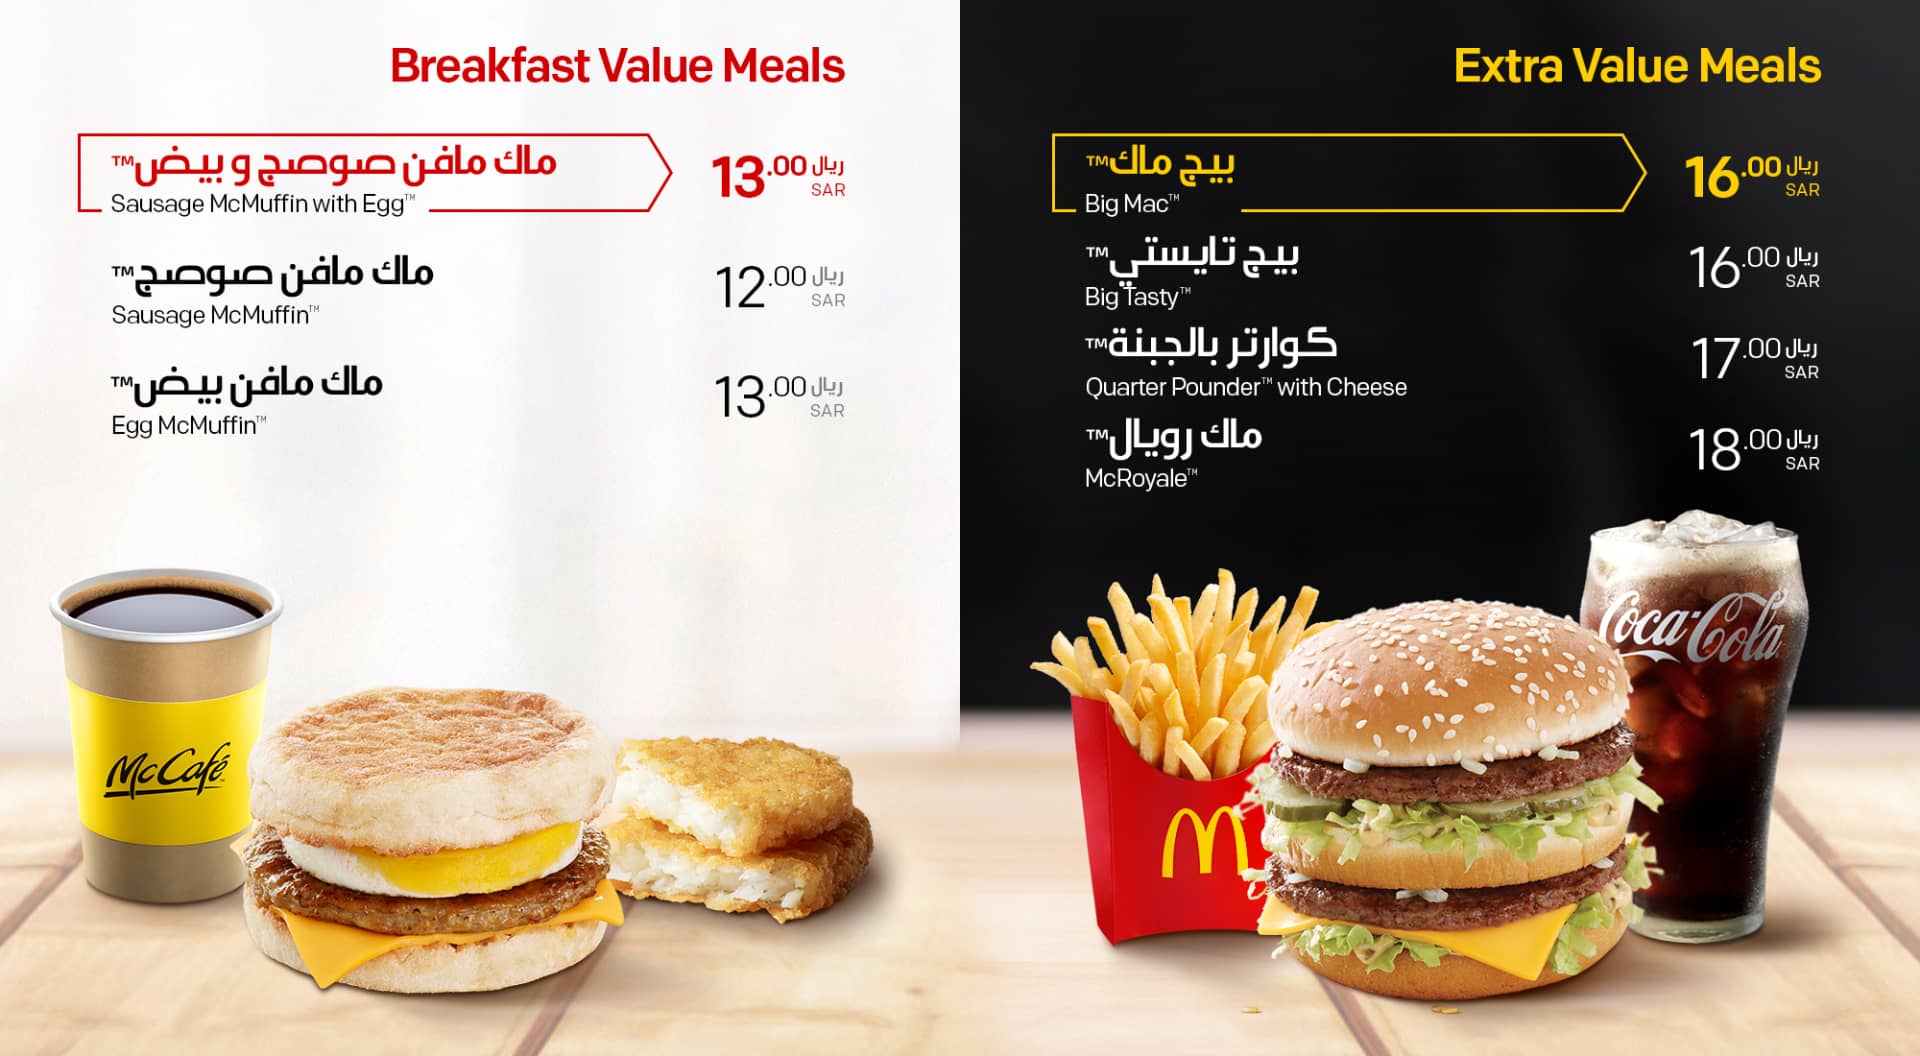 Breakfast Value Meals
ماك مافن صوصج و بيض™
Sausage McMuffin with Egg™
13.00 ريال
SAR
ماك مافن صوصج™
Sausage McMuffin™
12.00 ريال
SAR
ماك مافن بيض™
Egg McMuffin™
13.00 ريال
SAR
McCafé
Extra Value Meals
بيج ماك™
Big Mac™
16.00 ريال
SAR
بيج تايستي™
Big Tasty™
16.00 ريال
SAR
كوارتر بالجبنة™
Quarter Pounder™ with Cheese
17.00 ريال
SAR
ماك رويال™
McRoyale™
18.00 ريال
SAR
Coca-Cola